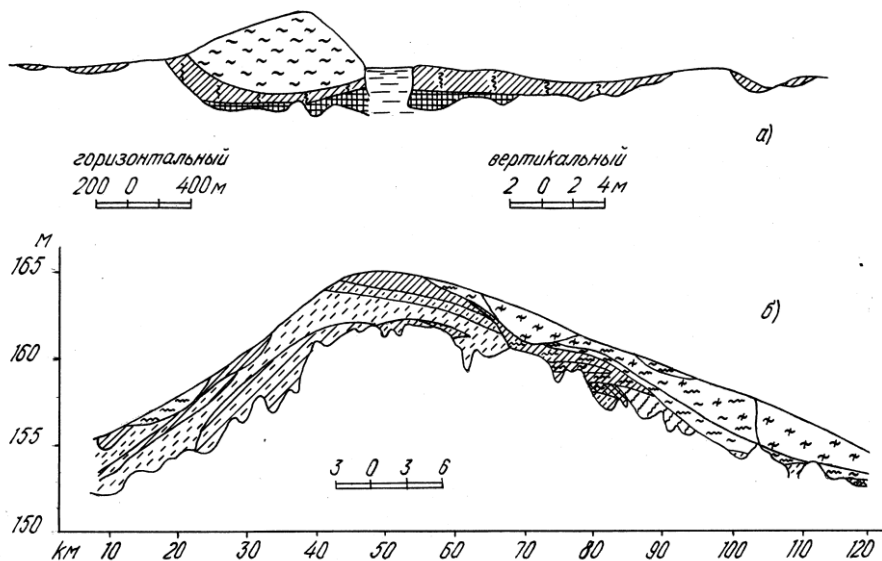 а)
горизонтальный вертикальный
200 0 400 м 2 0 2 4 м
м
165
б)
160
155
3 0 3 6
150
км 10 20 30 40 50 60 70 80 90 100 110 120